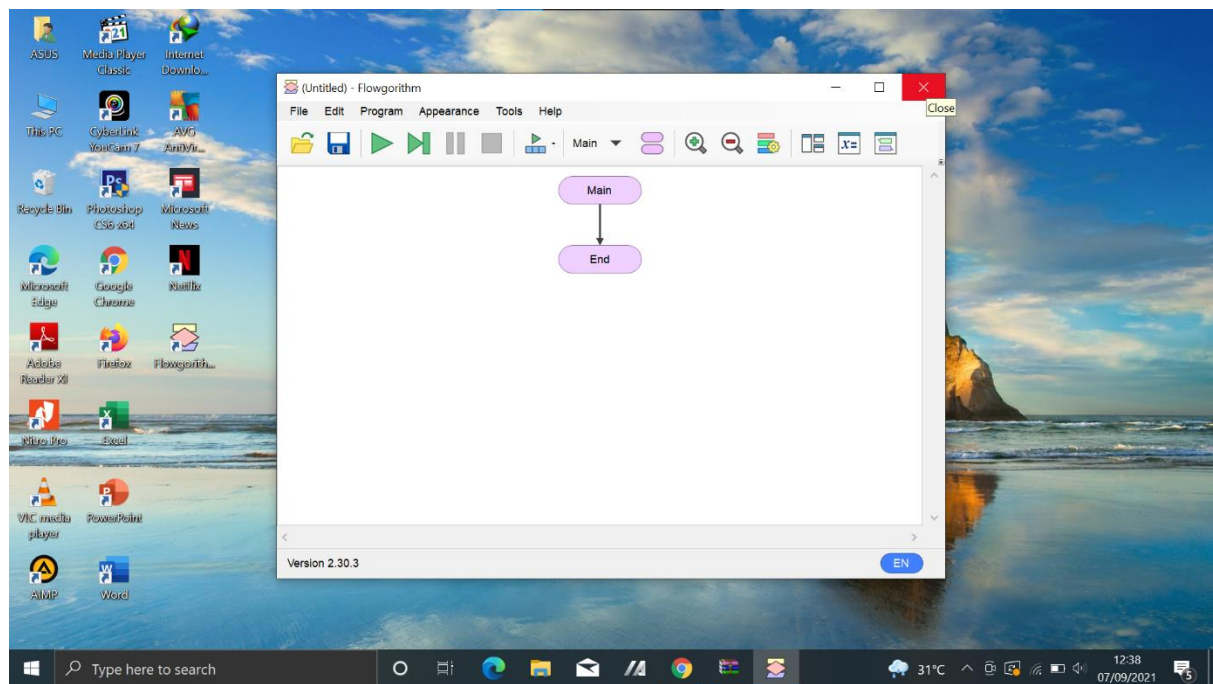 ASUS
Media Player
Classic
Internet
Downlo...
This PC
CyberLink
YouCam 7
AVG
AntiVir...
Recycle Bin
Photoshop
CS6 x64
Microsoft
News
Microsoft
Edge
Google
Chrome
Netflix
Adobe
Reader XI
Firefox
Flowgorith...
Nitro Pro
Excel
VLC media
player
PowerPoint
AIMP
Word
(Untitled) - Flowgorithm
Close
File Edit Program Appearance Tools Help
Main
x=
Main
End
Version 2.30.3
EN
Type here to search
31°C
12:38
07/09/2021
5